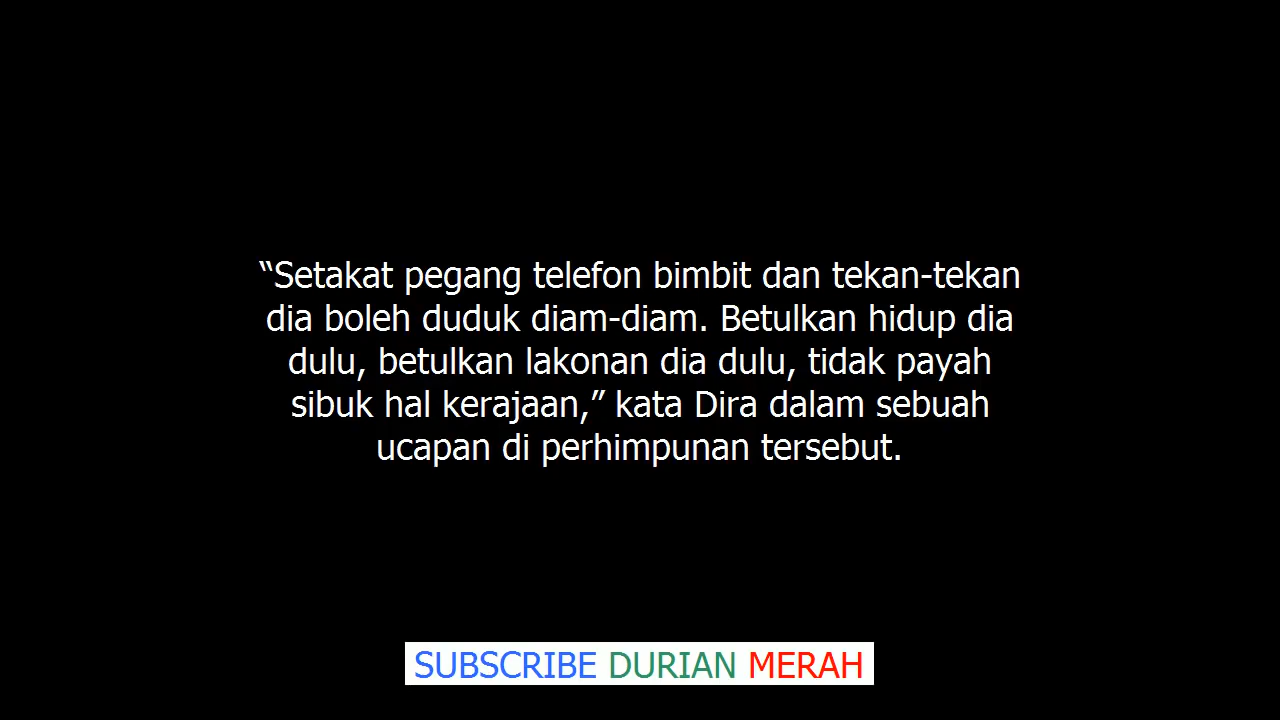 “Setakat pegang telefon bimbit dan tekan-tekan
dia boleh duduk diam-diam. Betulkan hidup dia
dulu, betulkan lakonan dia dulu, tidak payah
sibuk hal kerajaan,” kata Dira dalam sebuah
ucapan di perhimpunan tersebut.
SUBSCRIBE DURIAN MERAH